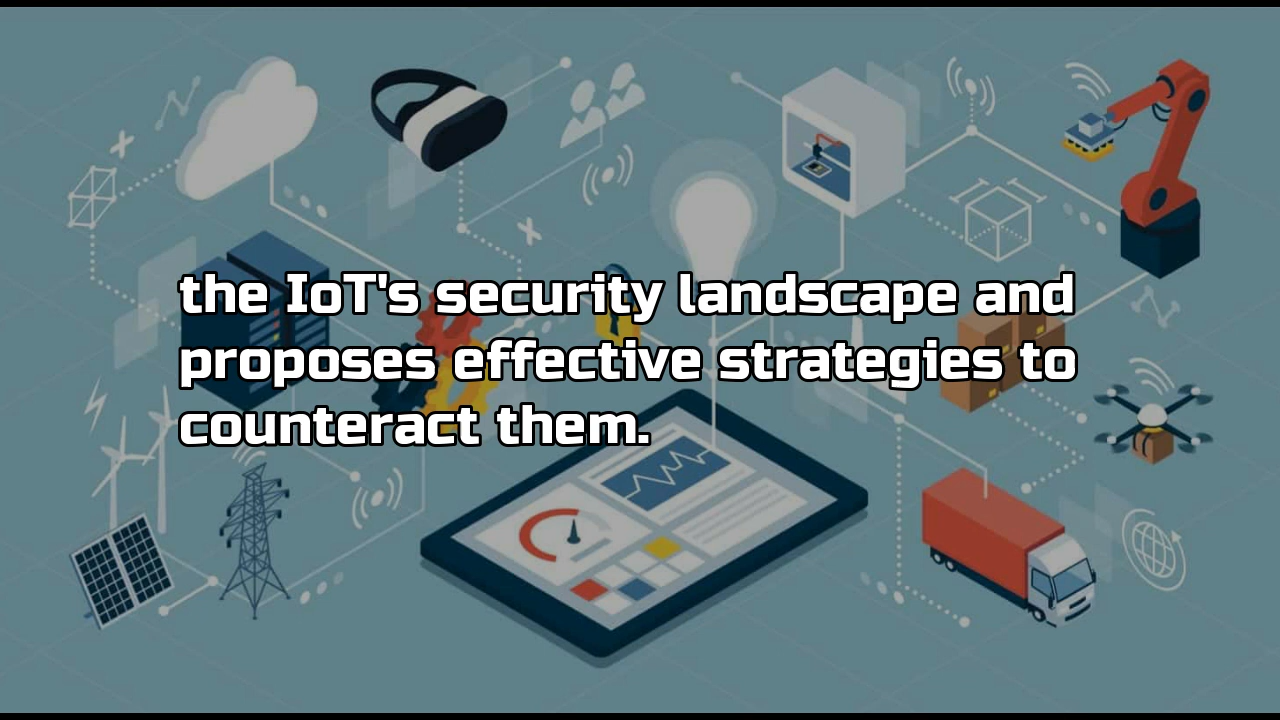 the IoT's security landscape and
proposes effective strategies to
counteract them.